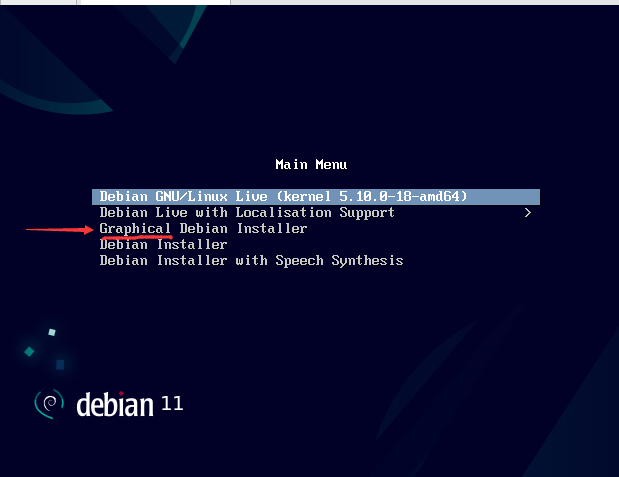 Main Menu
Debian GNU/Linux Live (kernel 5.10.0-18-amd64)
Debian Live with Localisation Support >
Graphical Debian Installer
Debian Installer
Debian Installer with Speech Synthesis
debian 11